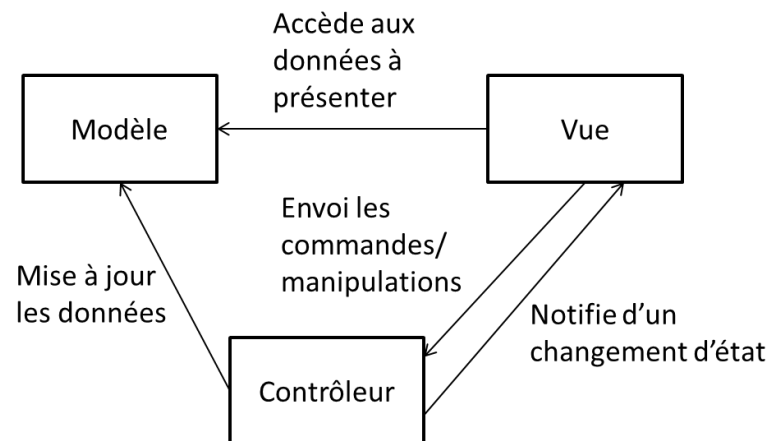 Accède aux
données à
présenter
Modèle
Vue
Envoi les
commandes/
manipulations
Mise à jour
les données
Notifie d’un
changement d’état
Contrôleur